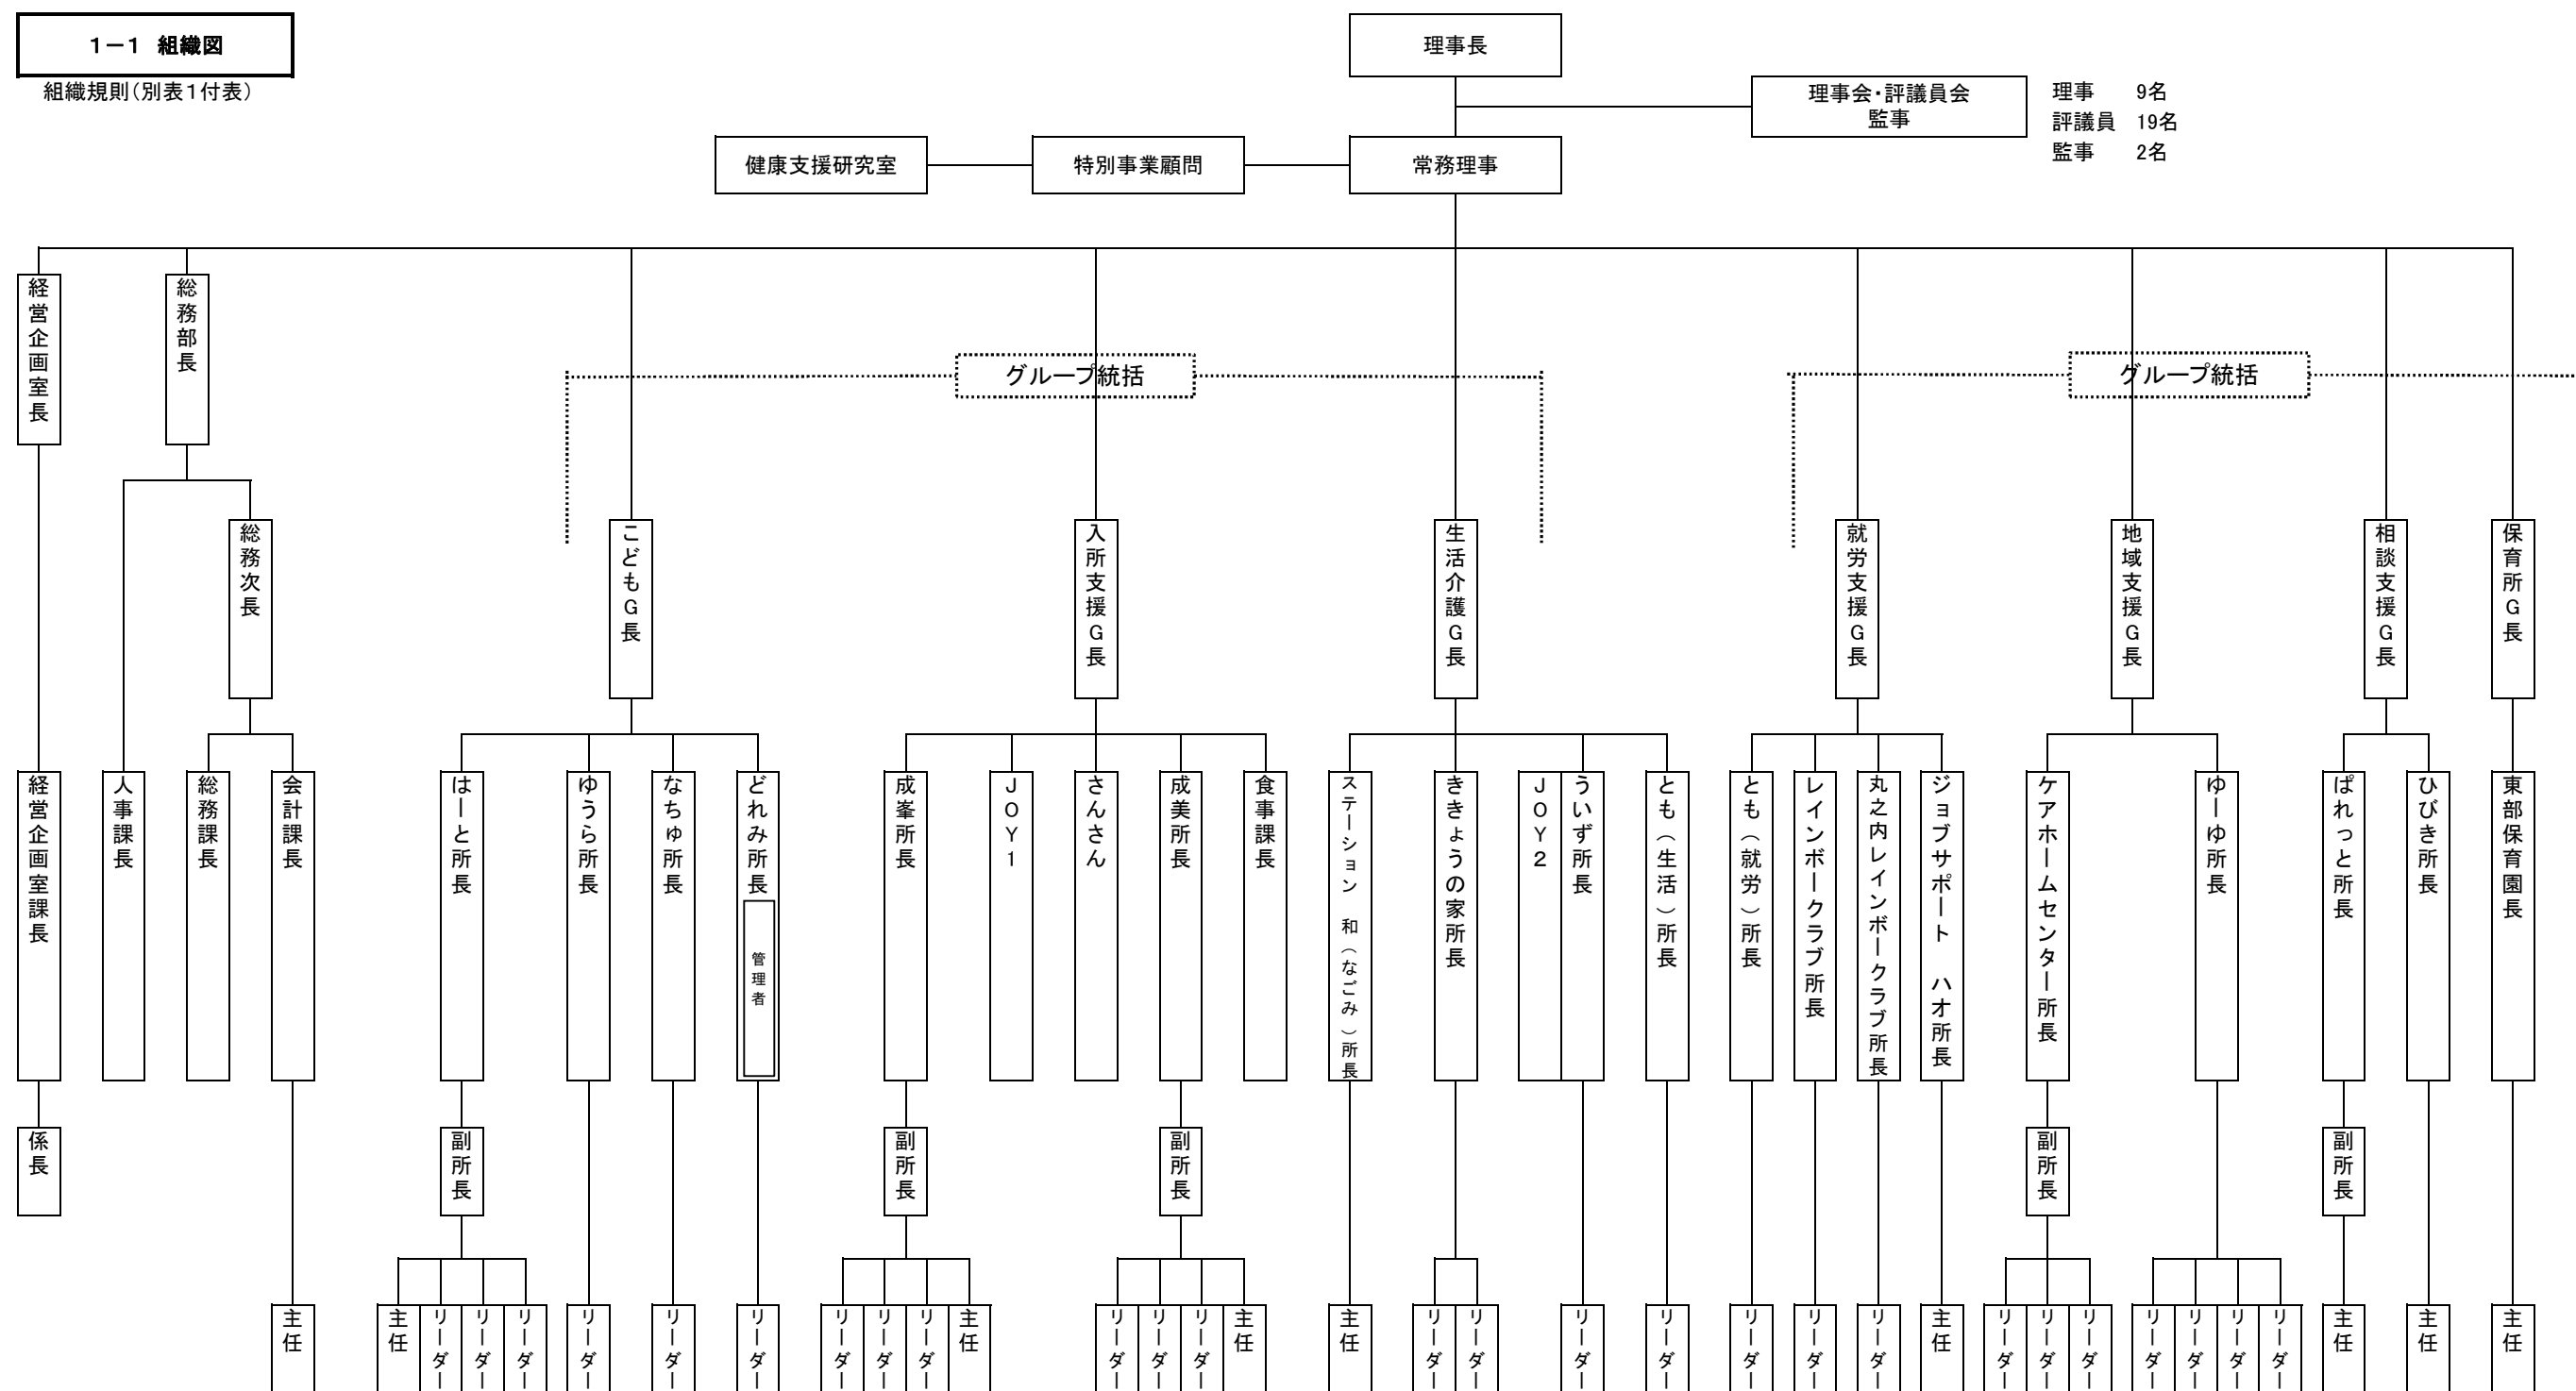 1－1 組織図
組織規則（別表１付表）
理事長
理事会・評議員会
監事
理事 9名
評議員 19名
監事 2名
健康支援研究室
特別事業顧問
常務理事
経営企画室長
総務部長
グループ統括
グループ統括
総務次長
こどもG長
入所支援G長
生活介護G長
就労支援G長
地域支援G長
相談支援G長
保育所G長
経営企画室課長
人事課長
総務課長
会計課長
はーと所長
ゆうら所長
なちゅ所長
どれみ所長
管理者
成峯所長
JOY1
さんさん
成美所長
食事課長
ステーション 和（なごみ）所長
ききょうの家所長
JOY2
ういず所長
とも（生活）所長
とも（就労）所長
レインボークラブ所長
丸之内レインボークラブ所長
ジョブサポート ハオ所長
ケアホームセンター所長
ゆーゆ所長
ぱれっと所長
ひびき所長
東部保育園長
係長
副所長
副所長
副所長
副所長
副所長
主任
主任
リーダー
リーダー
リーダー
リーダー
リーダー
リーダー
リーダー
リーダー
リーダー
主任
リーダー
リーダー
リーダー
主任
主任
リーダー
リーダー
リーダー
リーダー
リーダー
リーダー
リーダー
主任
リーダー
リーダー
リーダー
リーダー
リーダー
リーダー
リーダー
主任
主任
主任